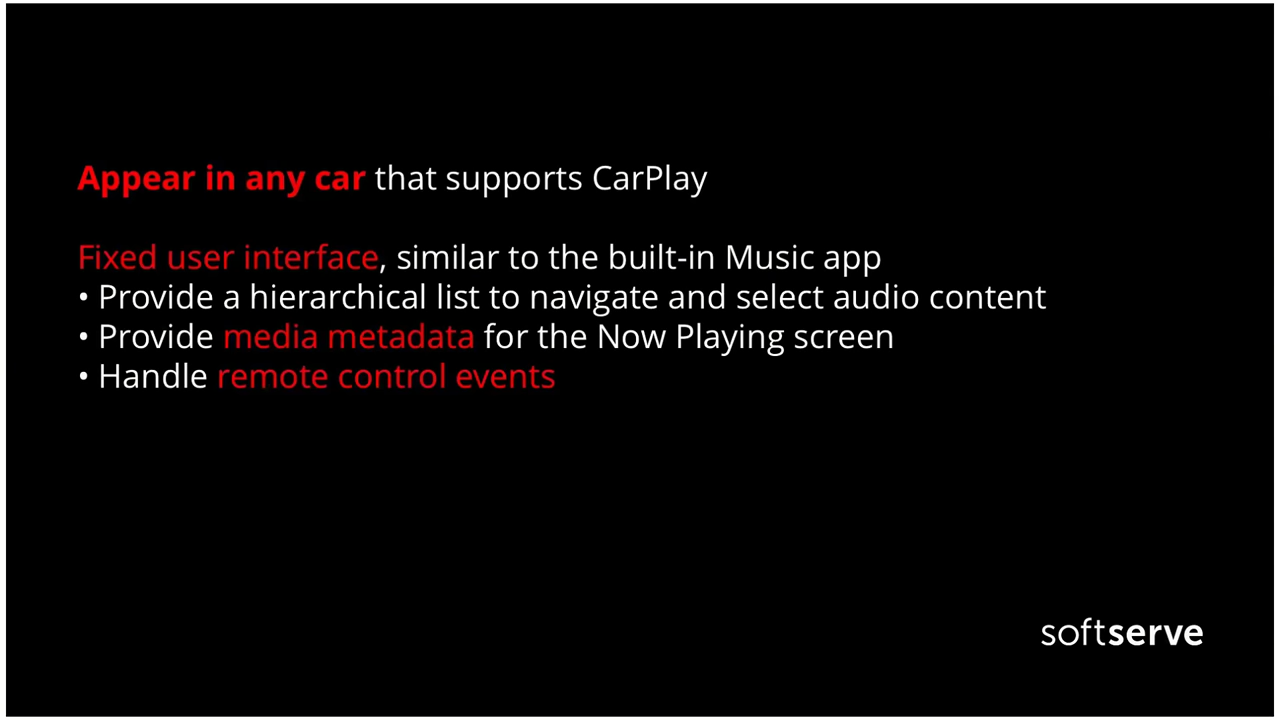 Appear in any car that supports CarPlay
Fixed user interface, similar to the built-in Music app
• Provide a hierarchical list to navigate and select audio content
• Provide media metadata for the Now Playing screen
• Handle remote control events
softserve